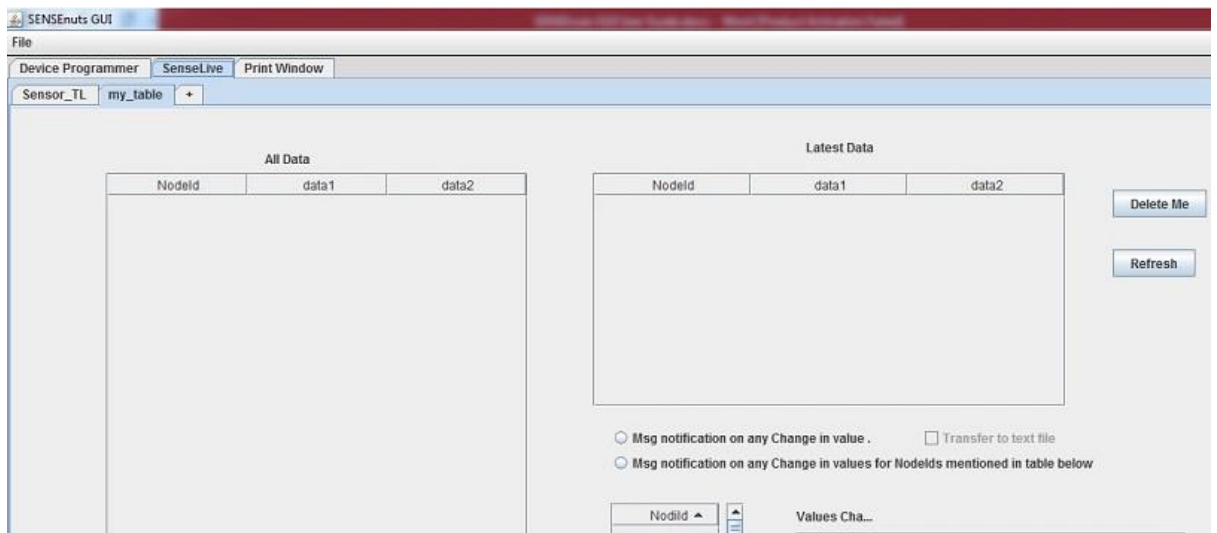 SENSEnuts GUI
File
Device Programmer SenseLive Print Window
Sensor_TL my_table +
All Data
NodeId data1 data2
Latest Data
NodeId data1 data2
Delete Me
Refresh
Msg notification on any Change in value . Transfer to text file
Msg notification on any Change in values for NodeIds mentioned in table below
NodiId
Values Cha...